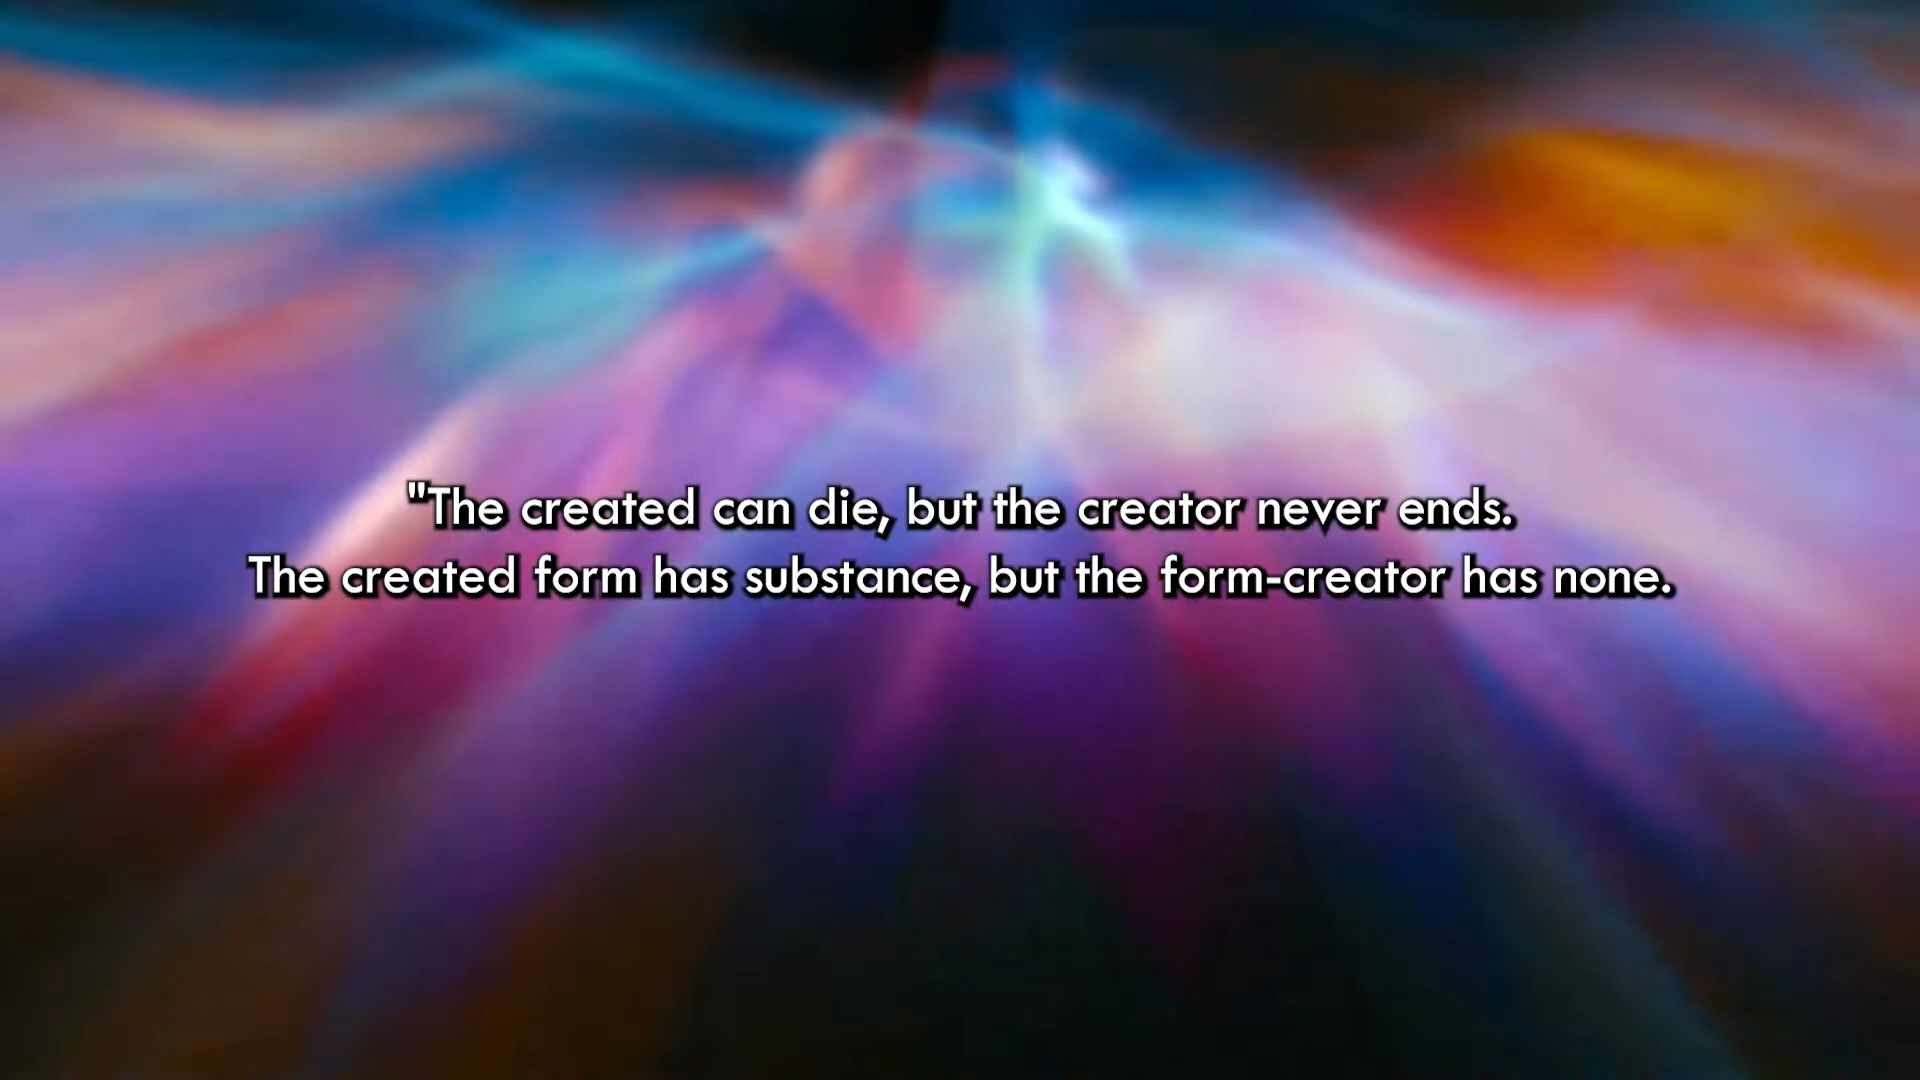 "The created can die, but the creator never ends.
The created form has substance, but the form-creator has none.